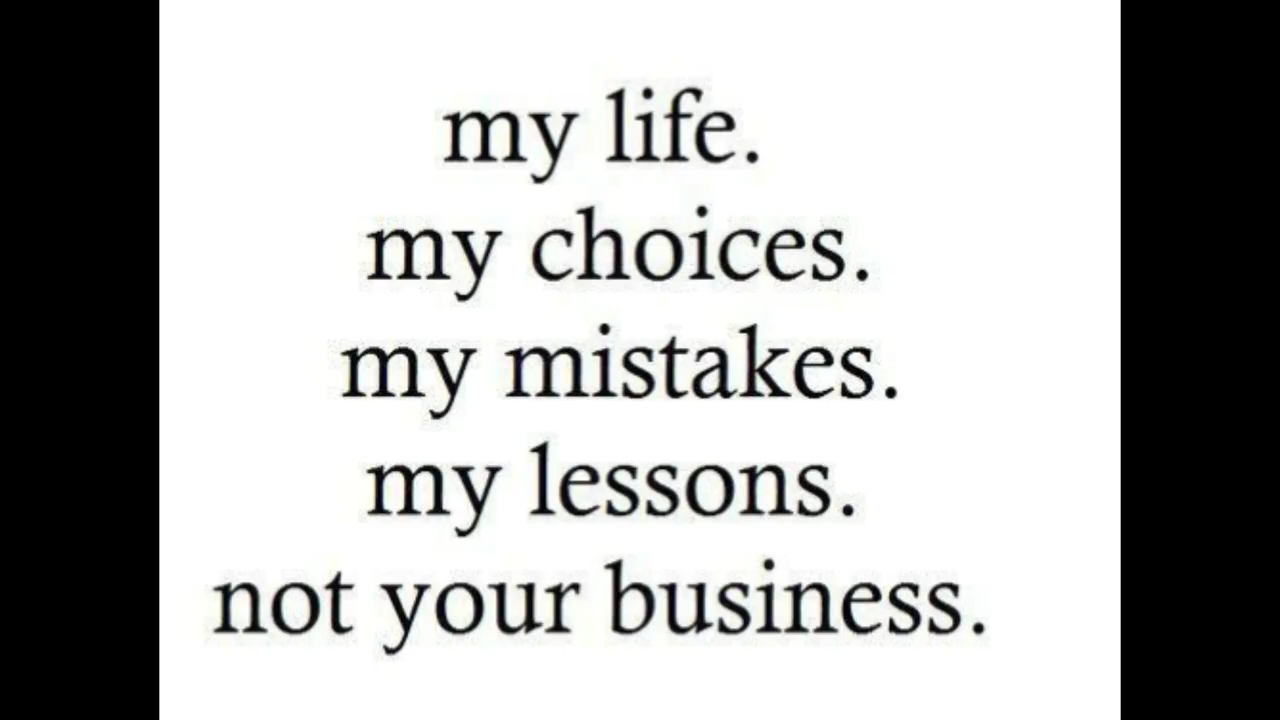 my life.
my choices.
my mistakes.
my lessons.
not your business.